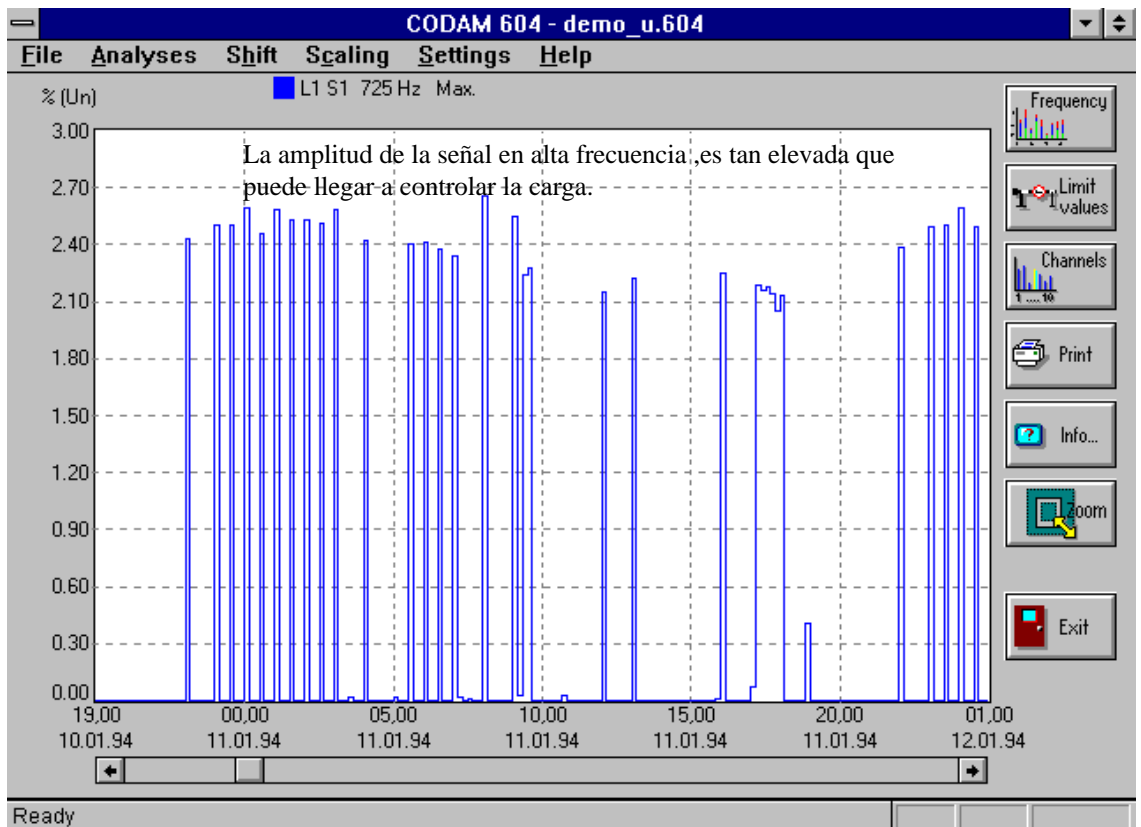 CODAM 604 - demo_u.604
File Analyses Shift Scaling Settings Help
% (Un)
L1 S1 725 Hz Max.
La amplitud de la señal en alta frecuencia ,es tan elevada que
puede llegar a controlar la carga.
3.00
2.70
2.40
2.10
1.80
1.50
1.20
0.90
0.60
0.30
0.00
19,00 00,00 05,00 10,00 15,00 20,00 01,00
10.01.94 11.01.94 11.01.94 11.01.94 11.01.94 11.01.94 12.01.94
Frequency
Limit
values
Channels
1 .... 10
Print
Info...
Zoom
Exit
Ready